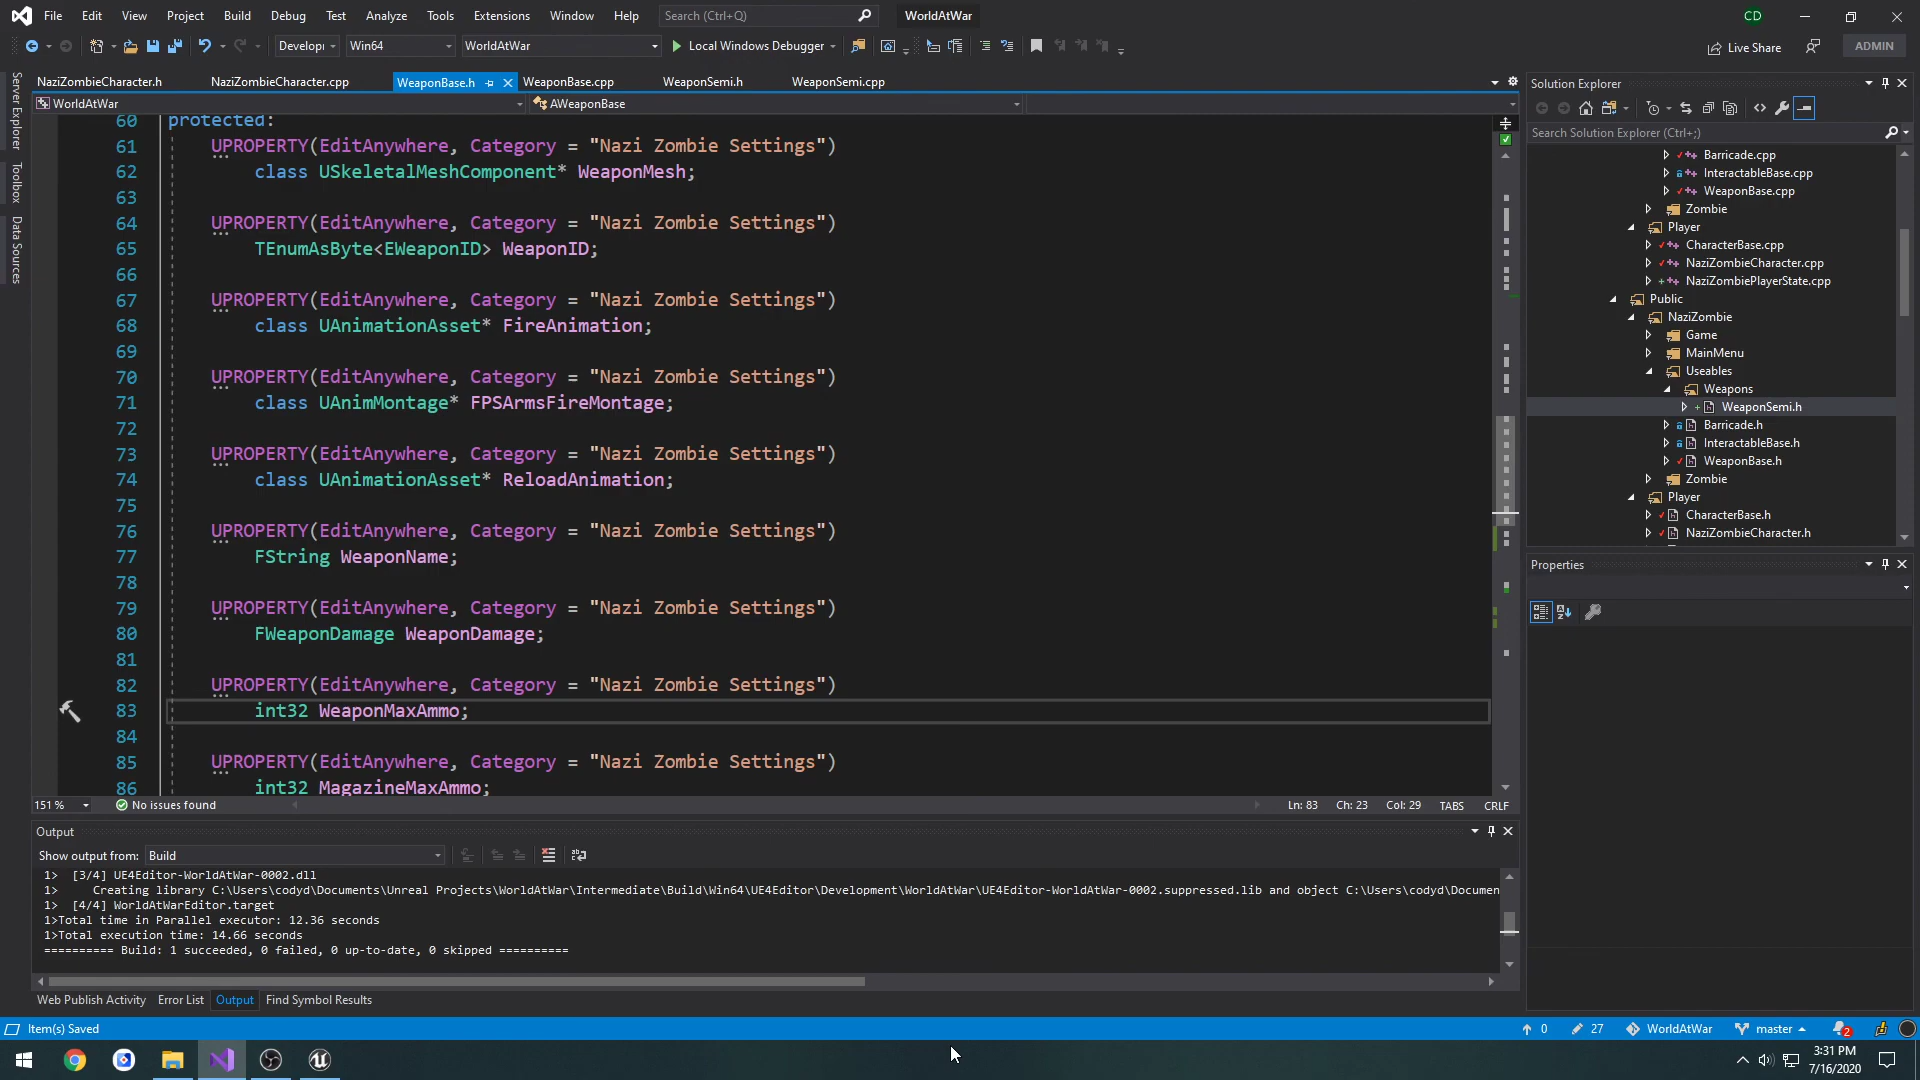 File Edit View Project Build Debug Test Analyze Tools Extensions Window Help Search (Ctrl+Q) WorldAtWar CD
Win64 WorldAtWar Local Windows Debugger Live Share ADMIN
NaziZombieCharacter.h NaziZombieCharacter.cpp WeaponBase.h WeaponBase.cpp WeaponSemi.h WeaponSemi.cpp
WorldAtWar AWeaponBase
Server Explorer
Toolbox
Data Sources
60 protected:
61 UPROPERTY(EditAnywhere, Category = "Nazi Zombie Settings")
62 class USkeletalMeshComponent* WeaponMesh;
63
64 UPROPERTY(EditAnywhere, Category = "Nazi Zombie Settings")
65 TEnumAsByte<EWeaponID> WeaponID;
66
67 UPROPERTY(EditAnywhere, Category = "Nazi Zombie Settings")
68 class UAnimationAsset* FireAnimation;
69
70 UPROPERTY(EditAnywhere, Category = "Nazi Zombie Settings")
71 class UAnimMontage* FPSArmsFireMontage;
72
73 UPROPERTY(EditAnywhere, Category = "Nazi Zombie Settings")
74 class UAnimationAsset* ReloadAnimation;
75
76 UPROPERTY(EditAnywhere, Category = "Nazi Zombie Settings")
77 FString WeaponName;
78
79 UPROPERTY(EditAnywhere, Category = "Nazi Zombie Settings")
80 FWeaponDamage WeaponDamage;
81
82 UPROPERTY(EditAnywhere, Category = "Nazi Zombie Settings")
83 int32 WeaponMaxAmmo;
84
85 UPROPERTY(EditAnywhere, Category = "Nazi Zombie Settings")
86 int32 MagazineMaxAmmo;
151 % No issues found Ln: 83 Ch: 23 Col: 29 TABS CRLF
Solution Explorer
Search Solution Explorer (Ctrl+;)
Barricade.cpp
InteractableBase.cpp
WeaponBase.cpp
Zombie
Player
CharacterBase.cpp
NaziZombieCharacter.cpp
NaziZombiePlayerState.cpp
Public
NaziZombie
Game
MainMenu
Useables
Weapons
WeaponSemi.h
Barricade.h
InteractableBase.h
WeaponBase.h
Zombie
Player
CharacterBase.h
NaziZombieCharacter.h
Properties
Output
Show output from: Build
1> [3/4] UE4Editor-WorldAtWar-0002.dll
1> Creating library C:\Users\codyd\Documents\Unreal Projects\WorldAtWar\Intermediate\Build\Win64\UE4Editor\Development\WorldAtWar\UE4Editor-WorldAtWar-0002.suppressed.lib and object C:\Users\codyd\Documen
1> [4/4] WorldAtWarEditor.target
1>Total time in Parallel executor: 12.36 seconds
1>Total execution time: 14.66 seconds
========== Build: 1 succeeded, 0 failed, 0 up-to-date, 0 skipped ==========
Web Publish Activity Error List Output Find Symbol Results
Item(s) Saved 0 27 WorldAtWar master 2
3:31 PM
7/16/2020